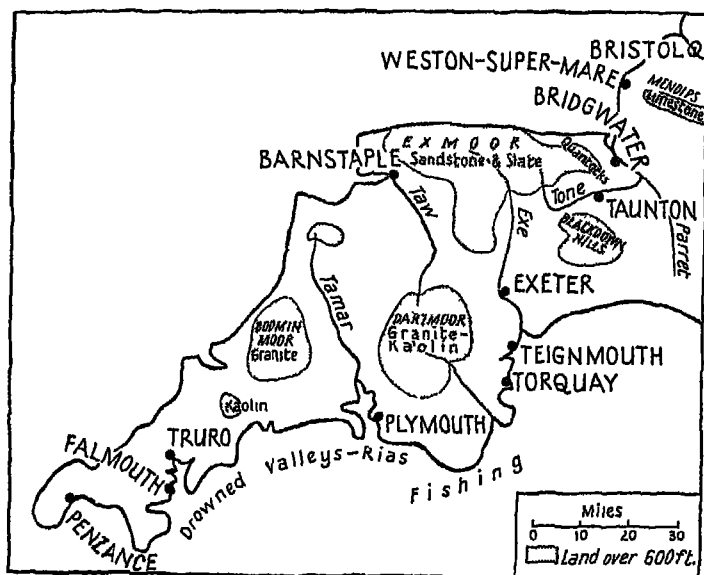 BRISTOL
WESTON-SUPER-MARE
MENDIPS
Limestone
BRIDGWATER
EXMOOR
Sandstone & Slate
Quantocks
BARNSTAPLE
Taw
Exe
Tone
TAUNTON
BLACKDOWN
HILLS
Parret
EXETER
Tamar
BODMIN
MOOR
Granite
DARTMOOR
Granite-
Kaolin
TEIGNMOUTH
TORQUAY
Kaolin
PLYMOUTH
TRURO
FALMOUTH
Drowned Valleys-Rias
Fishing
PENZANCE
Miles
0 10 20 30
Land over 600ft.